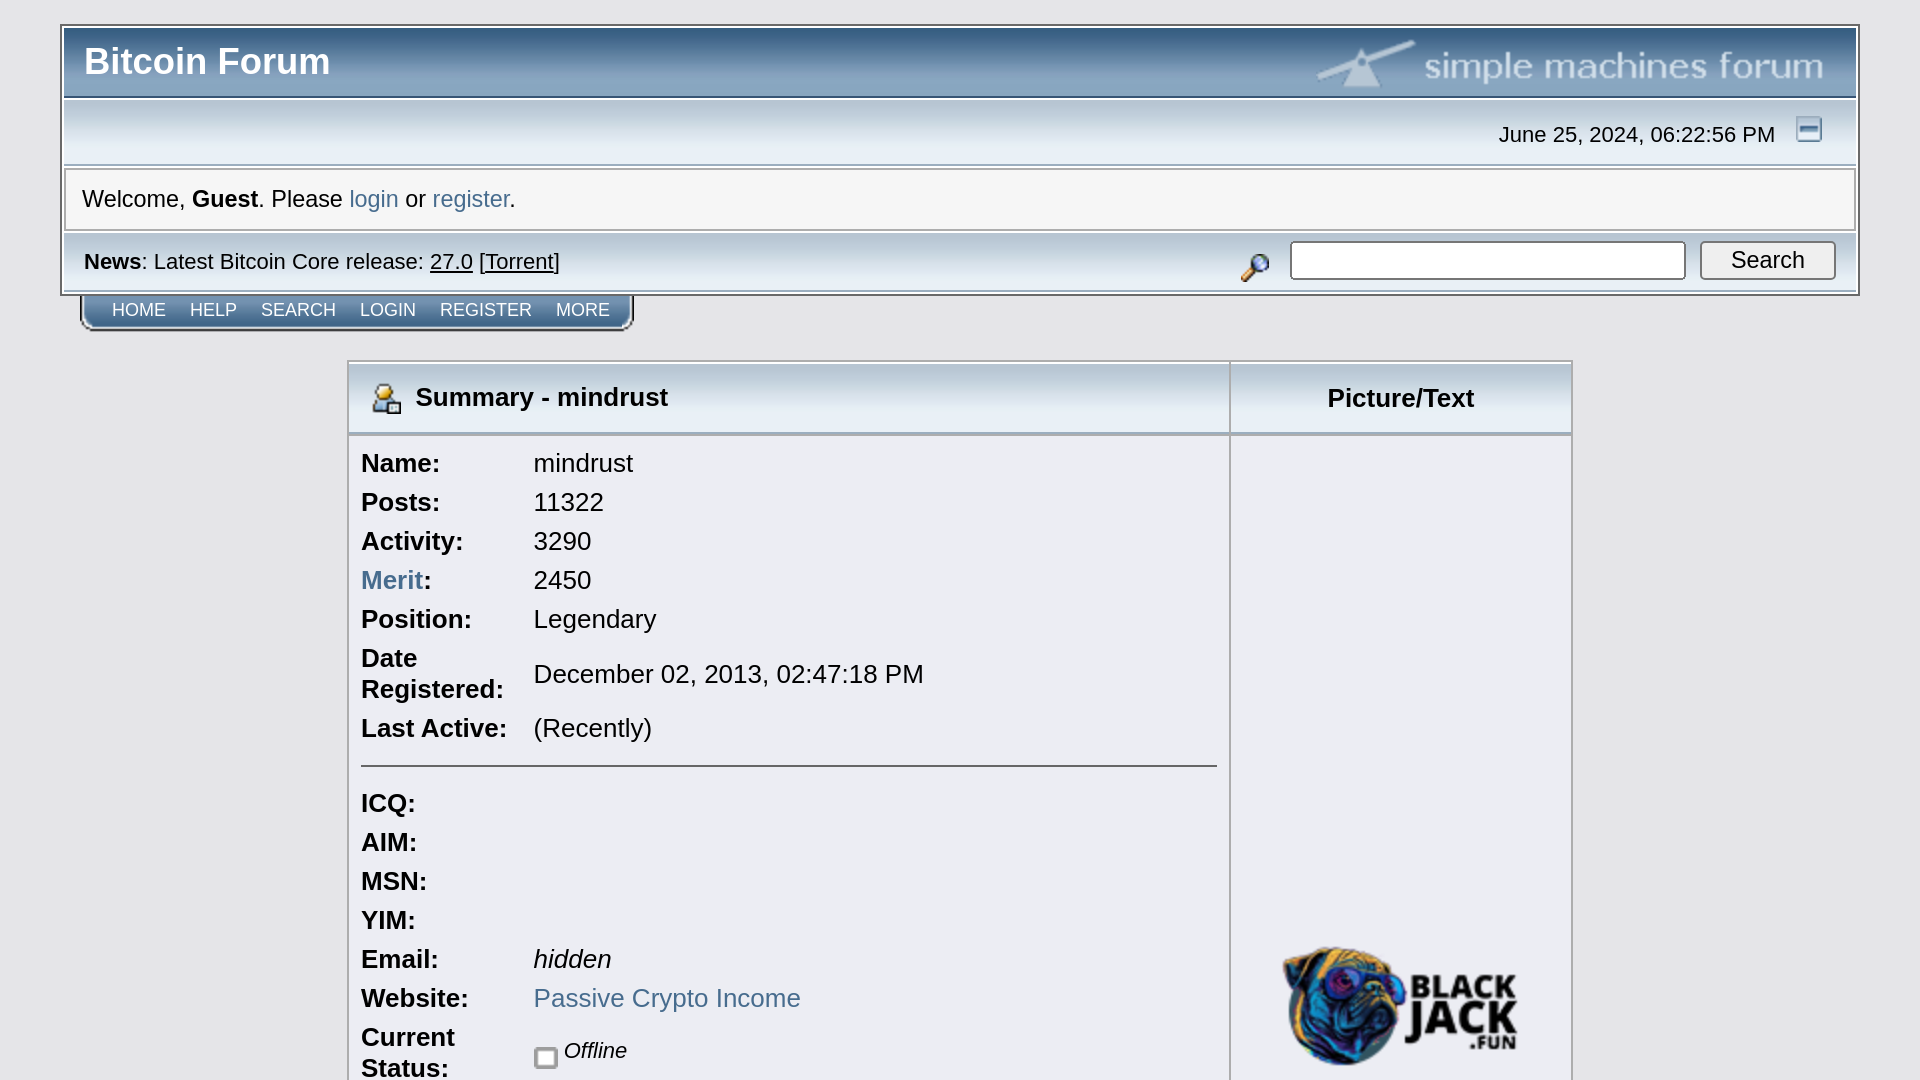 Bitcoin Forum
simple machines forum
June 25, 2024, 06:22:56 PM
Welcome, Guest. Please login or register.
News: Latest Bitcoin Core release: 27.0 [Torrent]
Search
HOME HELP SEARCH LOGIN REGISTER MORE
Summary - mindrust
Picture/Text
Name: mindrust
Posts: 11322
Activity: 3290
Merit: 2450
Position: Legendary
Date
Registered: December 02, 2013, 02:47:18 PM
Last Active: (Recently)
ICQ:
AIM:
MSN:
YIM:
Email: hidden
Website: Passive Crypto Income
Current
Status: Offline
BLACK
JACK
.FUN